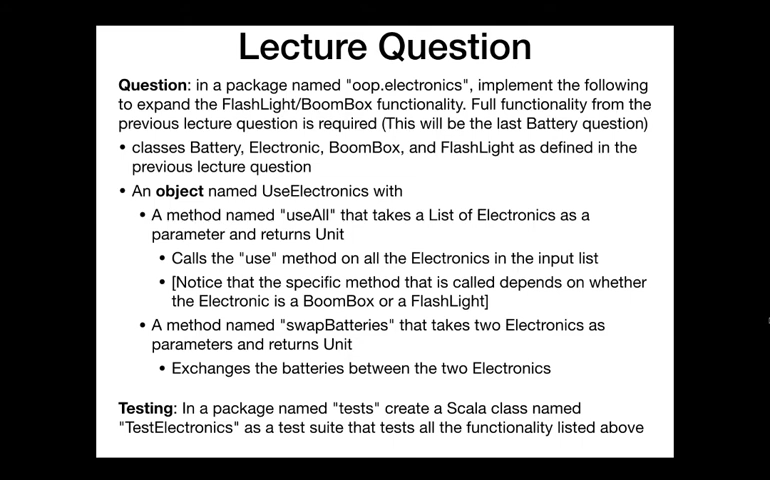 Lecture Question
Question: in a package named "oop.electronics", implement the following
to expand the FlashLight/BoomBox functionality. Full functionality from the
previous lecture question is required (This will be the last Battery question)
• classes Battery, Electronic, BoomBox, and FlashLight as defined in the
previous lecture question
• An object named UseElectronics with
• A method named "useAll" that takes a List of Electronics as a
parameter and returns Unit
• Calls the "use" method on all the Electronics in the input list
• [Notice that the specific method that is called depends on whether
the Electronic is a BoomBox or a FlashLight]
• A method named "swapBatteries" that takes two Electronics as
parameters and returns Unit
• Exchanges the batteries between the two Electronics
Testing: In a package named "tests" create a Scala class named
"TestElectronics" as a test suite that tests all the functionality listed above